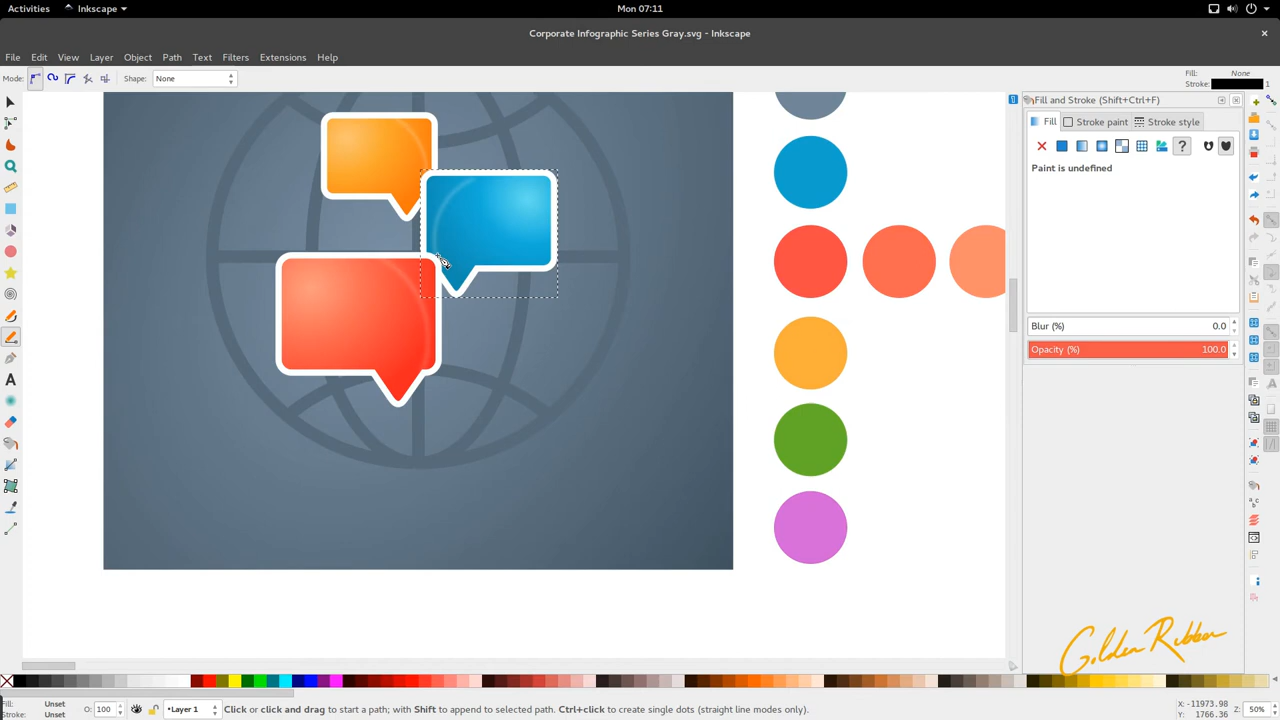 Activities Inkscape Mon 07:11
Corporate Infographic Series Gray.svg - Inkscape
File Edit View Layer Object Path Text Filters Extensions Help
Mode: Shape: None Fill: None
Stroke: 1
Fill and Stroke (Shift+Ctrl+F)
Fill Stroke paint Stroke style
Paint is undefined
Blur (%) 0.0
Opacity (%) 100.0
Golden Ribbon
Fill: Unset O: 100 Layer 1 Click or click and drag to start a path; with Shift to append to selected path. Ctrl+click to create single dots (straight line modes only). X: -11973.98 Z: 50%
Stroke: Unset Y: 1766.36